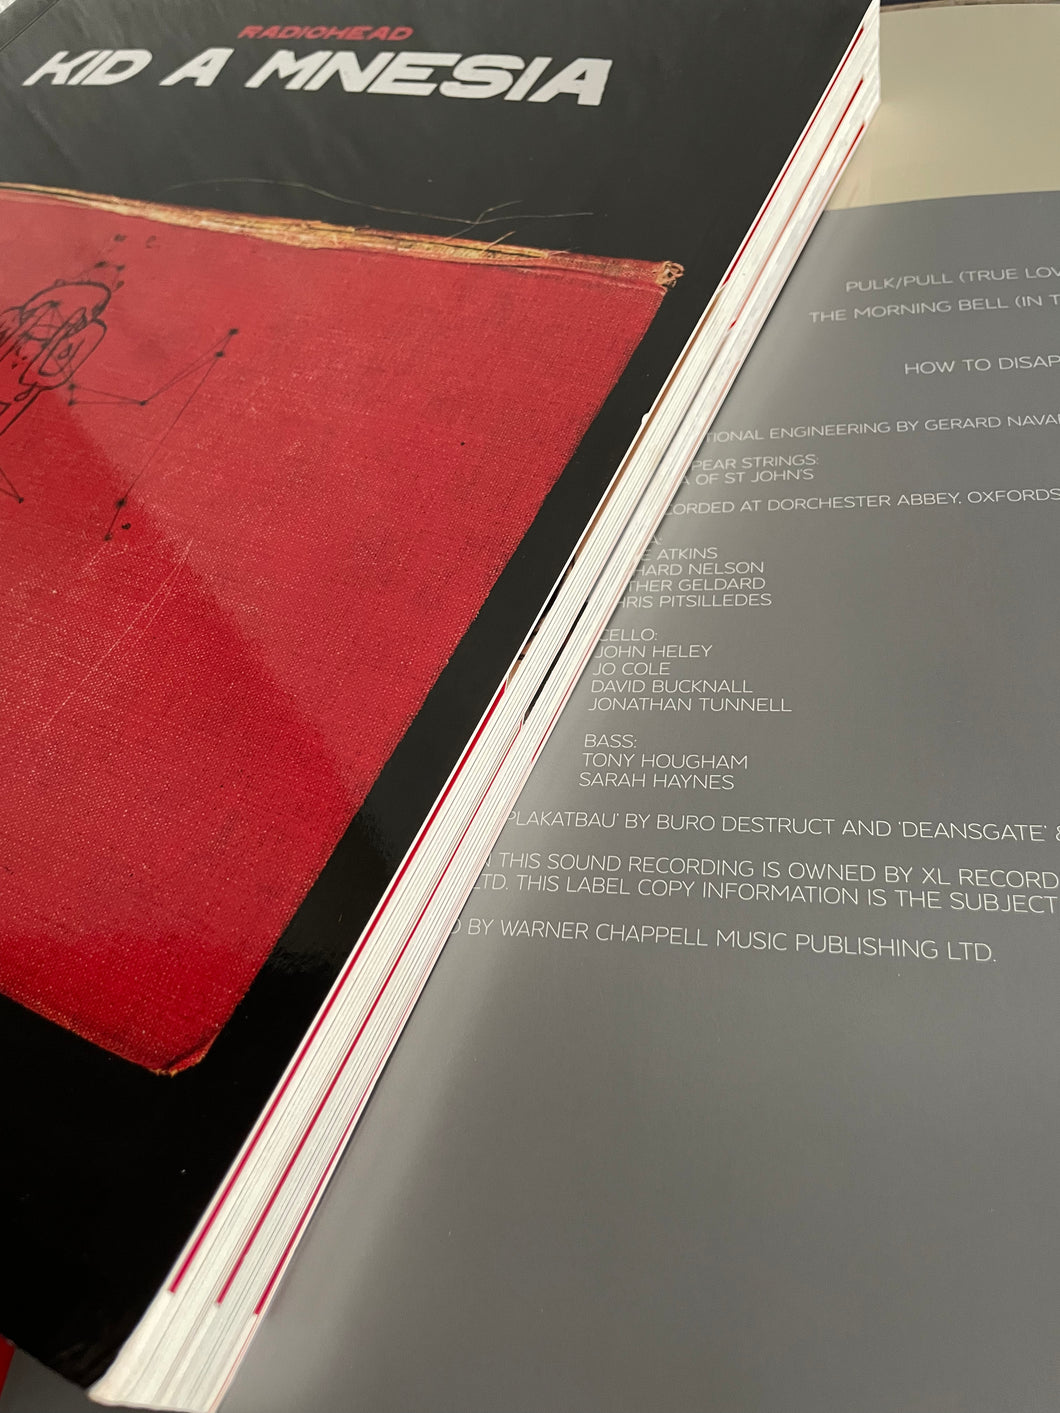 RADIOHEAD
KID A MNESIA
PULK/PULL (TRUE LOV
THE MORNING BELL (IN T
HOW TO DISAP
TIONAL ENGINEERING BY GERARD NAVA
PEAR STRINGS:
A OF ST JOHN'S
CORDED AT DORCHESTER ABBEY, OXFORDS
A:
E ATKINS
HARD NELSON
THER GELDARD
HRIS PITSILLEDES
CELLO:
JOHN HELEY
JO COLE
DAVID BUCKNALL
JONATHAN TUNNELL
BASS:
TONY HOUGHAM
SARAH HAYNES
PLAKATBAU' BY BURO DESTRUCT AND 'DEANSGATE' &
THIS SOUND RECORDING IS OWNED BY XL RECORD
LTD. THIS LABEL COPY INFORMATION IS THE SUBJECT
D BY WARNER CHAPPELL MUSIC PUBLISHING LTD.